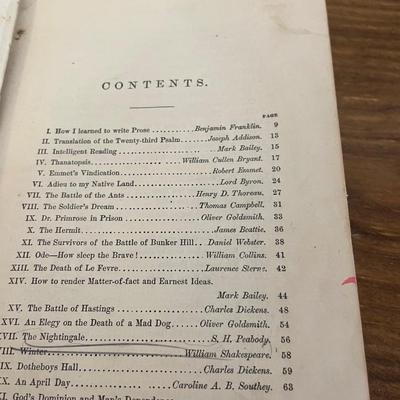 CONTENTS.
PAGE
I. How I learned to write Prose ........... Benjamin Franklin. 9
II. Translation of the Twenty-third Psalm ..... Joseph Addison. 13
III. Intelligent Reading ..................... Mark Bailey. 15
IV. Thanatopsis .................. William Cullen Bryant. 17
V. Emmet's Vindication .................. Robert Emmet. 20
VI. Adieu to my Native Land .................. Lord Byron. 24
VII. The Battle of the Ants .............. Henry D. Thoreau. 27
VIII. The Soldier's Dream ................. Thomas Campbell. 31
IX. Dr. Primrose in Prison ............... Oliver Goldsmith. 33
X. The Hermit ........................... James Beattie. 36
XI. The Survivors of the Battle of Bunker Hill .. Daniel Webster. 38
XII. Ode—How sleep the Brave! ............ William Collins. 41
XIII. The Death of Le Fevre .............. Laurence Sterne. 42
XIV. How to render Matter-of-fact and Earnest Ideas.
Mark Bailey. 44
XV. The Battle of Hastings ............... Charles Dickens. 48
XVI. An Elegy on the Death of a Mad Dog .... Oliver Goldsmith. 54
XVII. The Nightingale ...................... S. H. Peabody. 56
VIII. Winter ..................... William Shakespeare. 58
IX. Dotheboys Hall ..................... Charles Dickens. 59
XX. An April Day ............ Caroline A. B. Southey. 63
XI. God's Dominion and Man's